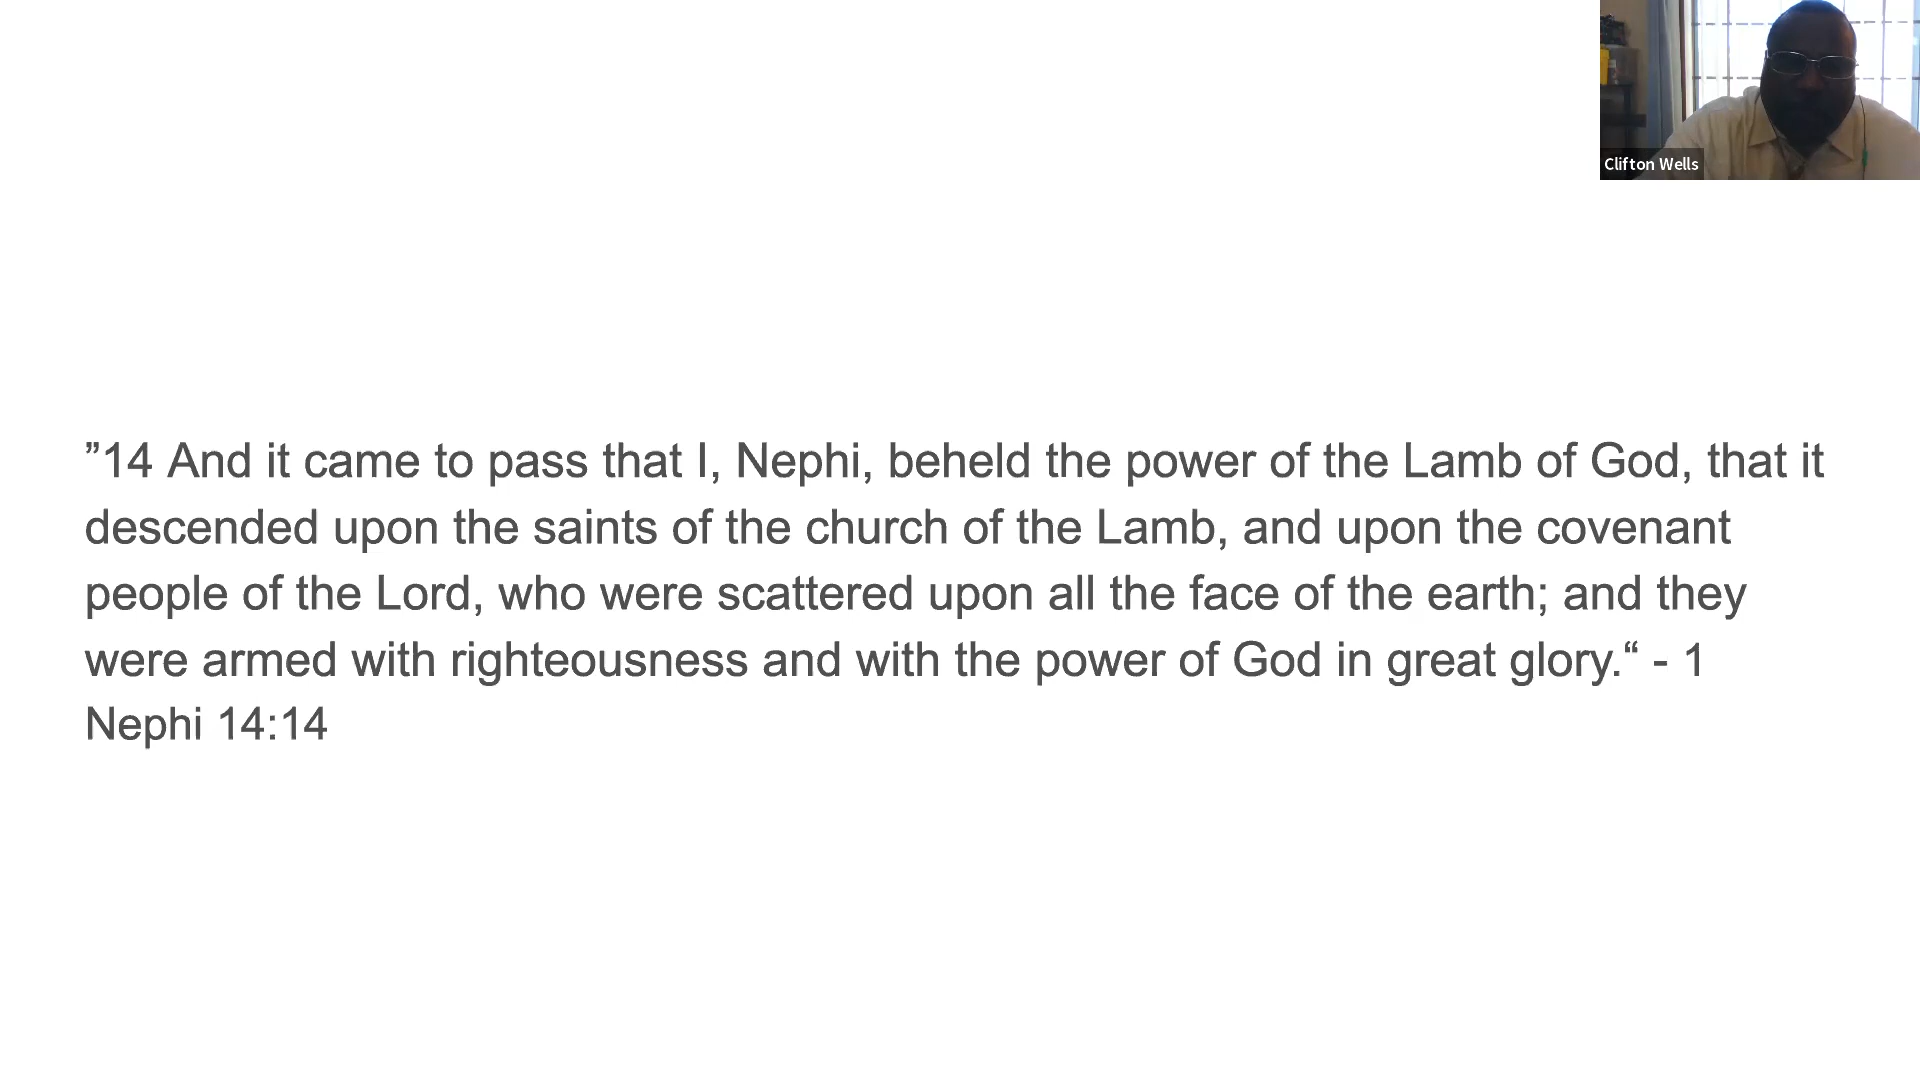 Clifton Wells
”14 And it came to pass that I, Nephi, beheld the power of the Lamb of God, that it
descended upon the saints of the church of the Lamb, and upon the covenant
people of the Lord, who were scattered upon all the face of the earth; and they
were armed with righteousness and with the power of God in great glory.“ - 1
Nephi 14:14